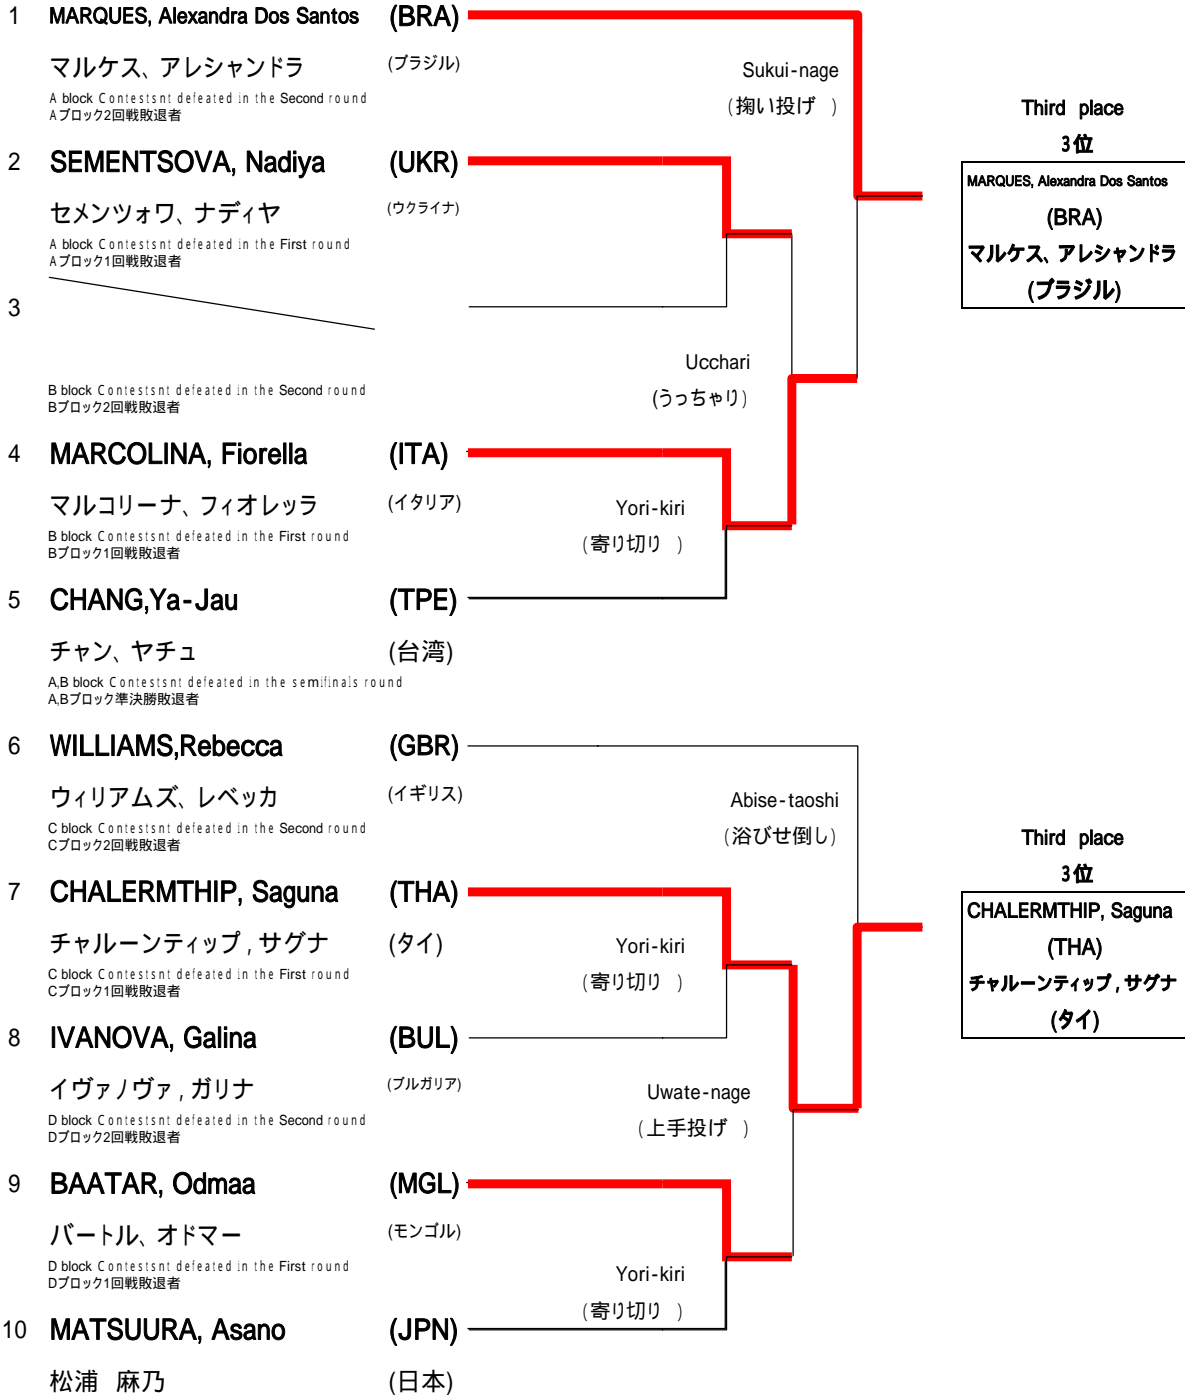 1 MARQUES, Alexandra Dos Santos (BRA)
マルケス、アレシャンドラ (ブラジル)
A block Contestsnt defeated in the Second round
Aブロック2回戦敗退者
Sukui-nage
(掬い投げ )
Third place
3位
MARQUES, Alexandra Dos Santos
(BRA)
マルケス、アレシャンドラ
(ブラジル)
2 SEMENTSOVA, Nadiya (UKR)
セメンツォワ、ナディヤ (ウクライナ)
A block Contestsnt defeated in the First round
Aブロック1回戦敗退者
3
Ucchari
(うっちゃり)
B block Contestsnt defeated in the Second round
Bブロック2回戦敗退者
4 MARCOLINA, Fiorella (ITA)
マルコリーナ、フィオレッラ (イタリア)
B block Contestsnt defeated in the First round
Bブロック1回戦敗退者
Yori-kiri
(寄り切り )
5 CHANG,Ya-Jau (TPE)
チャン、ヤチュ (台湾)
A,B block Contestsnt defeated in the semifinals round
A,Bブロック準決勝敗退者
6 WILLIAMS,Rebecca (GBR)
ウィリアムズ、レベッカ (イギリス)
C block Contestsnt defeated in the Second round
Cブロック2回戦敗退者
Abise-taoshi
(浴びせ倒し)
Third place
3位
CHALERMTHIP, Saguna
(THA)
チャルーンティップ,サグナ
(タイ)
7 CHALERMTHIP, Saguna (THA)
チャルーンティップ,サグナ (タイ)
C block Contestsnt defeated in the First round
Cブロック1回戦敗退者
Yori-kiri
(寄り切り )
8 IVANOVA, Galina (BUL)
イヴァノヴァ,ガリナ (ブルガリア)
D block Contestsnt defeated in the Second round
Dブロック2回戦敗退者
Uwate-nage
(上手投げ )
9 BAATAR, Odmaa (MGL)
バートル、オドマー (モンゴル)
D block Contestsnt defeated in the First round
Dブロック1回戦敗退者
Yori-kiri
(寄り切り )
10 MATSUURA, Asano (JPN)
松浦 麻乃 (日本)